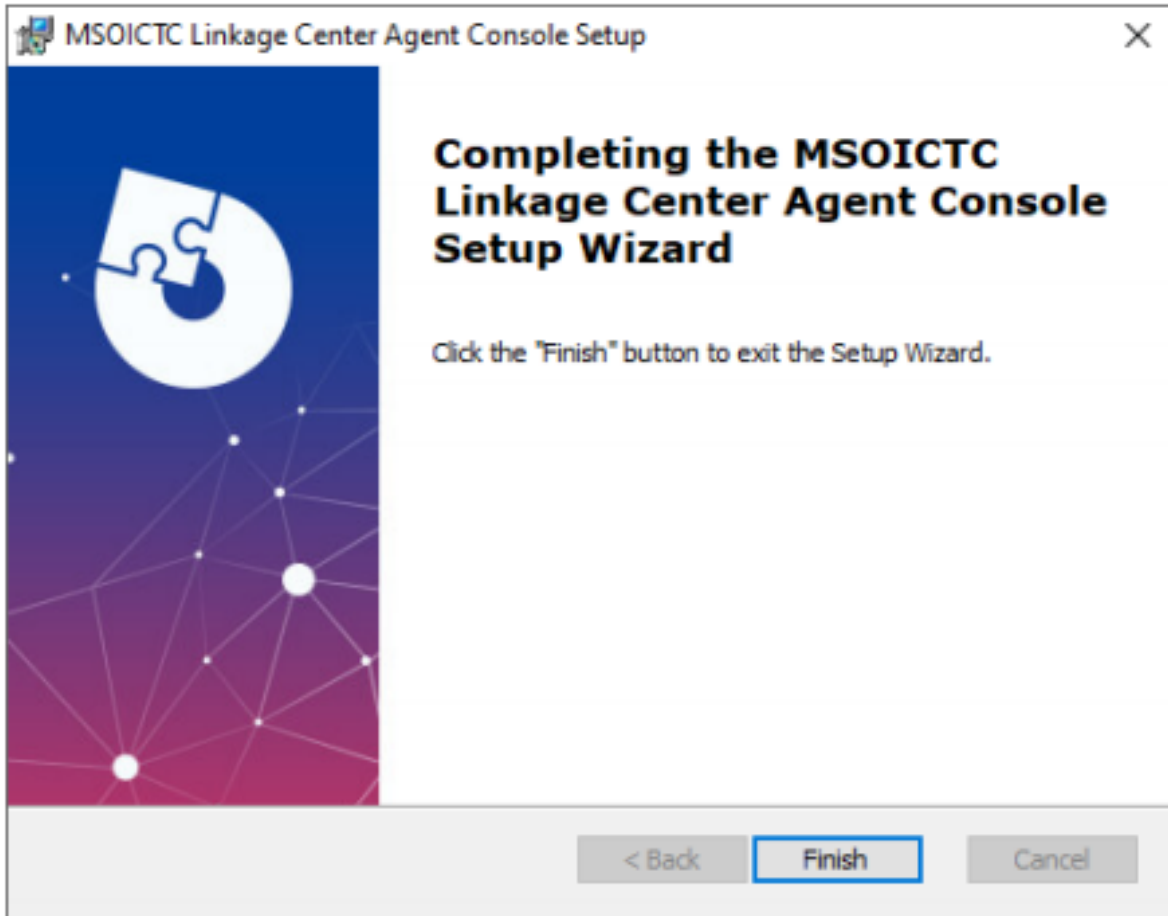 MSOICTC Linkage Center Agent Console Setup
Completing the MSOICTC
Linkage Center Agent Console
Setup Wizard
Click the "Finish" button to exit the Setup Wizard.
< Back
Finish
Cancel